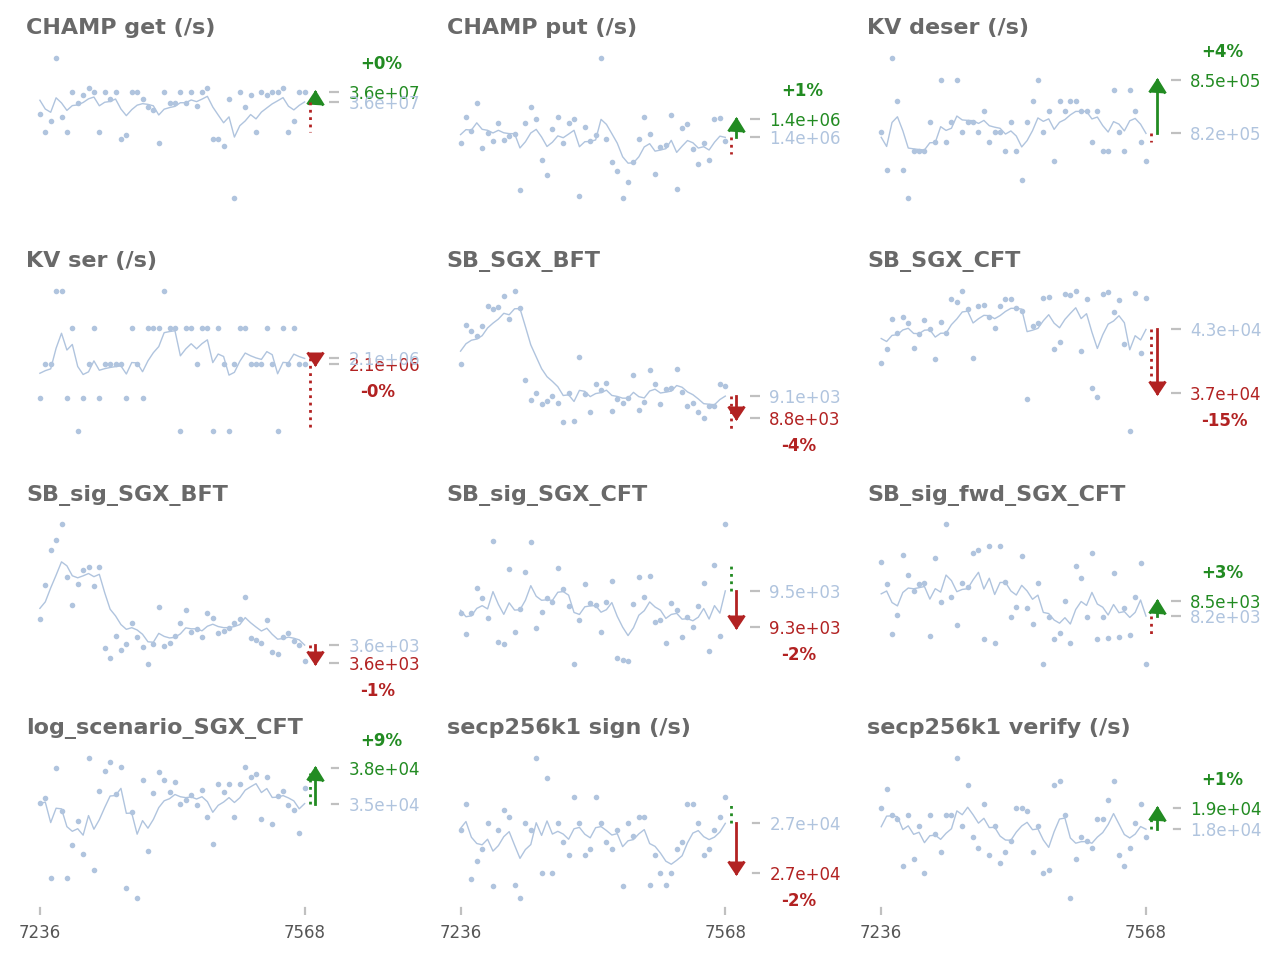 CHAMP get (/s)
+0%
3.6e+07
3.6e+07
CHAMP put (/s)
+1%
1.4e+06
1.4e+06
KV deser (/s)
+4%
8.5e+05
8.2e+05
KV ser (/s)
2.1e+06
2.1e+06
-0%
SB_SGX_BFT
9.1e+03
8.8e+03
-4%
SB_SGX_CFT
4.3e+04
3.7e+04
-15%
SB_sig_SGX_BFT
3.6e+03
3.6e+03
-1%
SB_sig_SGX_CFT
9.5e+03
9.3e+03
-2%
SB_sig_fwd_SGX_CFT
+3%
8.5e+03
8.2e+03
log_scenario_SGX_CFT
+9%
3.8e+04
3.5e+04
7236
7568
secp256k1 sign (/s)
2.7e+04
2.7e+04
-2%
7236
7568
secp256k1 verify (/s)
+1%
1.9e+04
1.8e+04
7236
7568